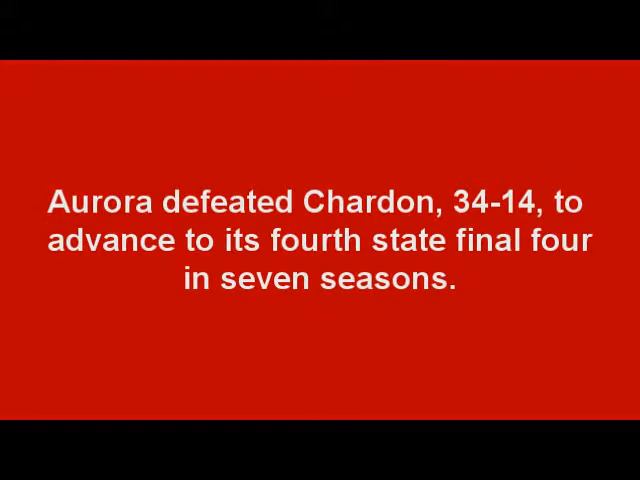 Aurora defeated Chardon, 34-14, to
advance to its fourth state final four
in seven seasons.